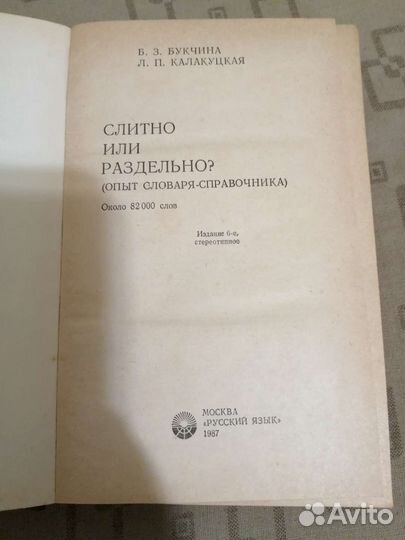 Б. З. БУКЧИНА
Л. П. КАЛАКУЦКАЯ
СЛИТНО
ИЛИ
РАЗДЕЛЬНО?
(ОПЫТ СЛОВАРЯ-СПРАВОЧНИКА)
Около 82 000 слов
Издание 6-е,
стереотипное
МОСКВА
«РУССКИЙ ЯЗЫК»
1987
Avito